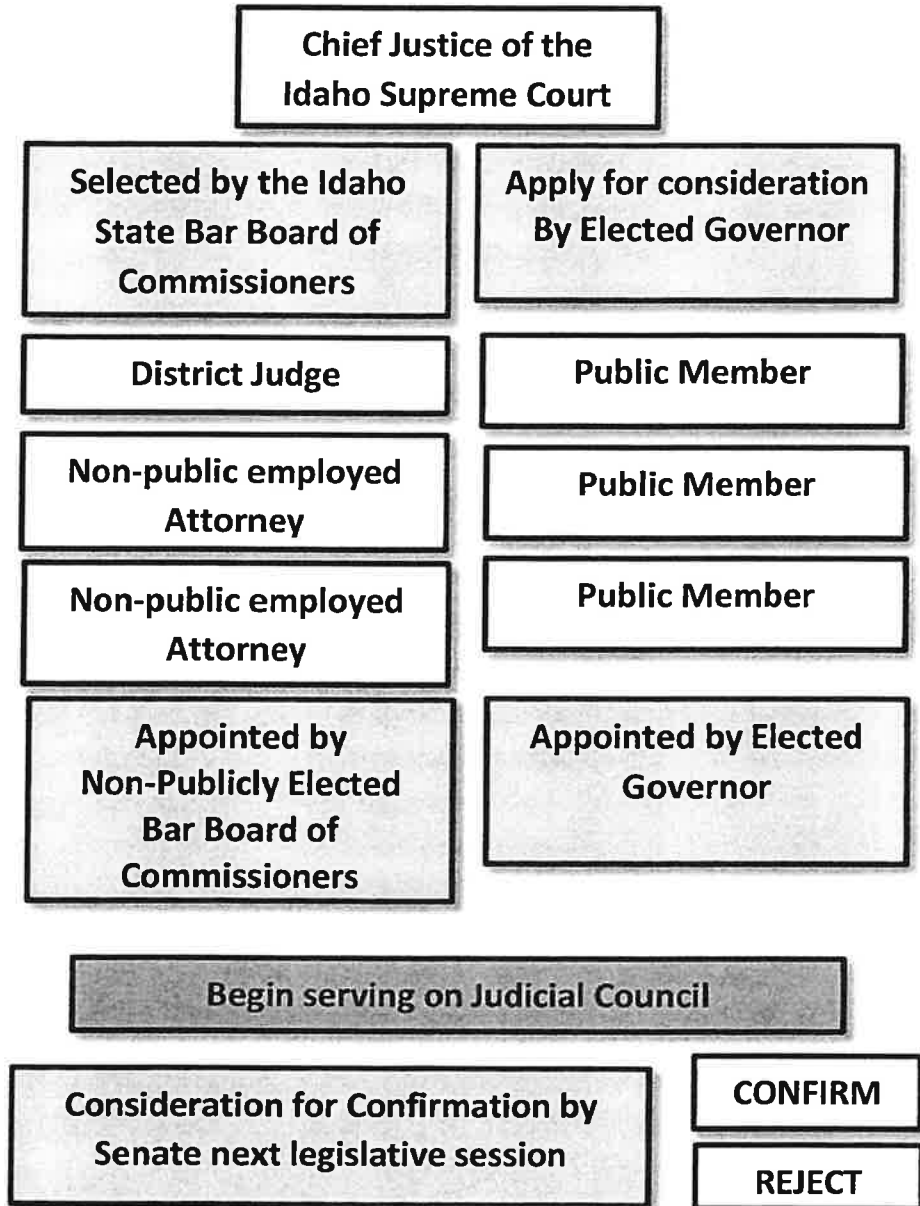 Chief Justice of the
Idaho Supreme Court
Selected by the Idaho
State Bar Board of
Commissioners
Apply for consideration
By Elected Governor
District Judge
Public Member
Non-public employed
Attorney
Public Member
Non-public employed
Attorney
Public Member
Appointed by
Non-Publicly Elected
Bar Board of
Commissioners
Appointed by Elected
Governor
Begin serving on Judicial Council
Consideration for Confirmation by
Senate next legislative session
CONFIRM
REJECT